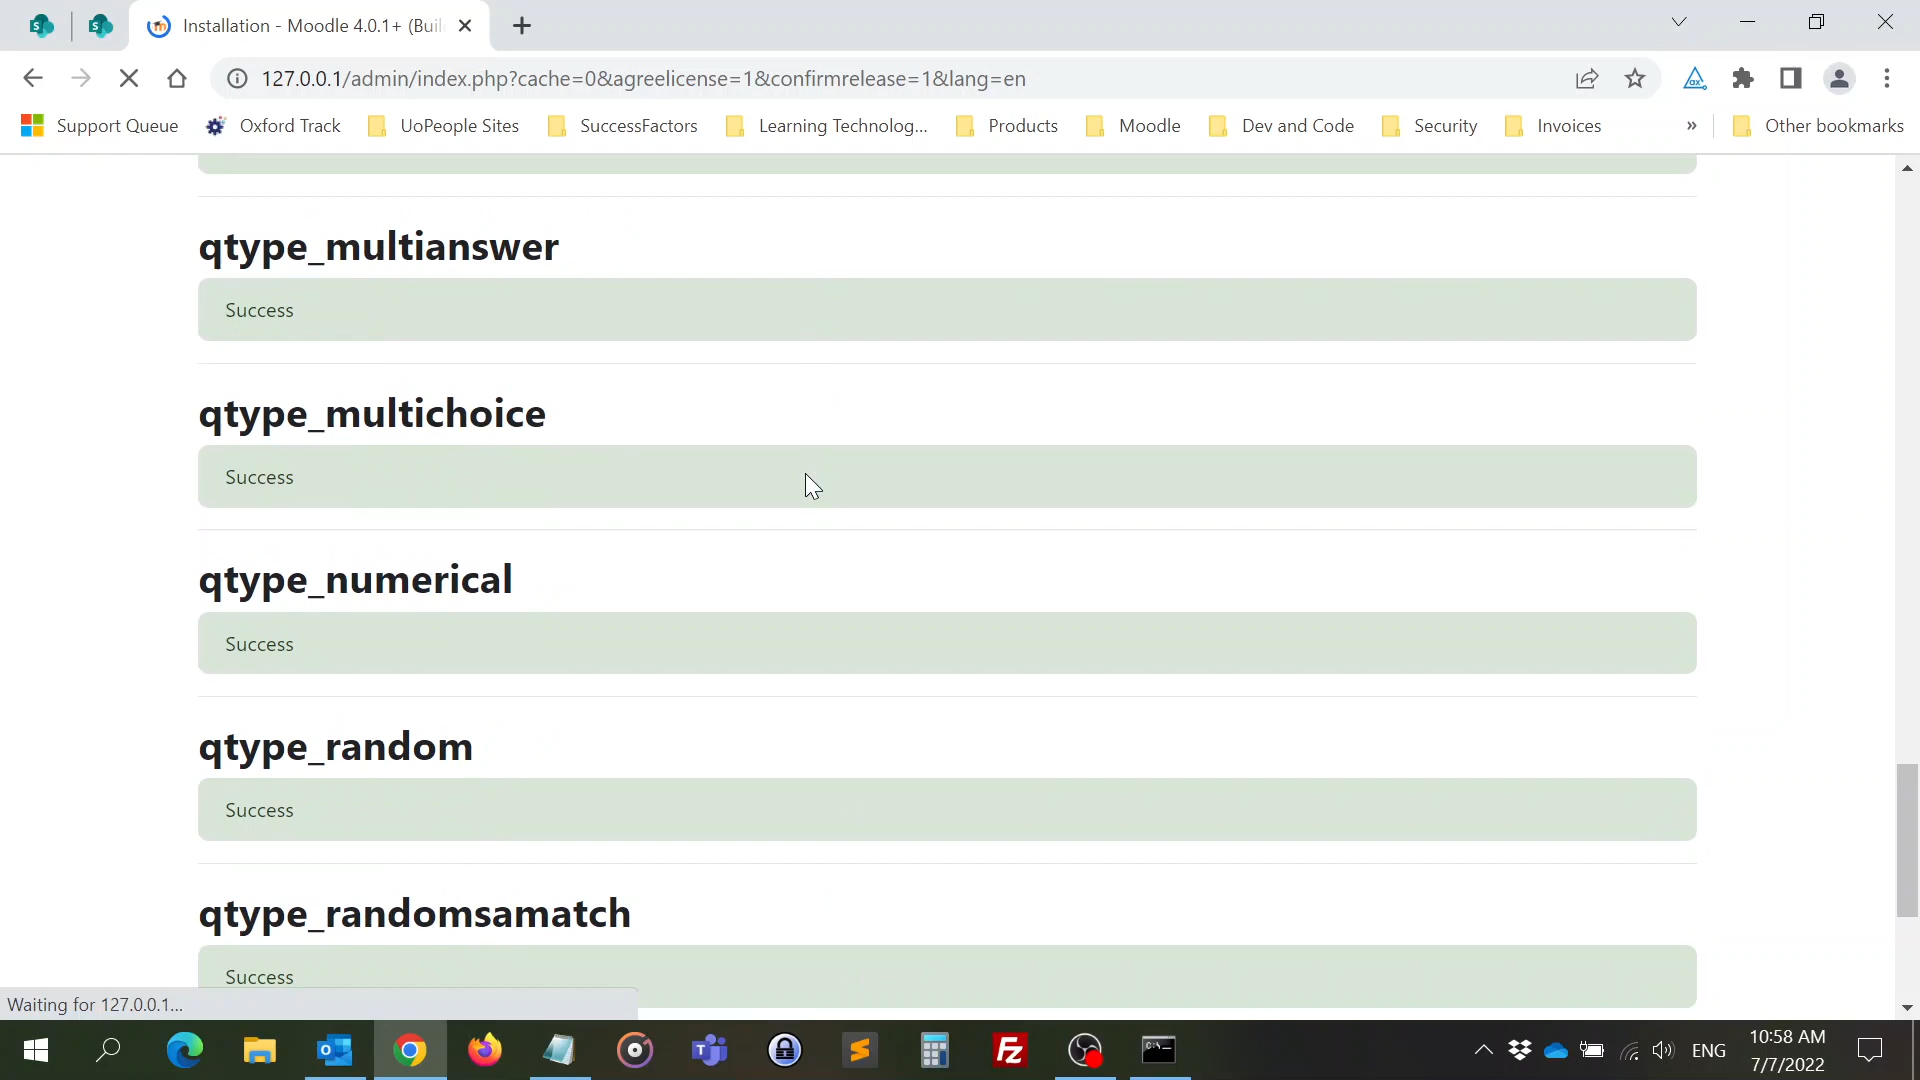 Installation - Moodle 4.0.1+ (Buil
127.0.0.1/admin/index.php?cache=0&agreelicense=1&confirmrelease=1&lang=en
Support Queue
Oxford Track
UoPeople Sites
SuccessFactors
Learning Technolog...
Products
Moodle
Dev and Code
Security
Invoices
»
Other bookmarks
qtype_multianswer
Success
qtype_multichoice
Success
qtype_numerical
Success
qtype_random
Success
qtype_randomsamatch
Success
Waiting for 127.0.0.1...
ENG
10:58 AM
7/7/2022